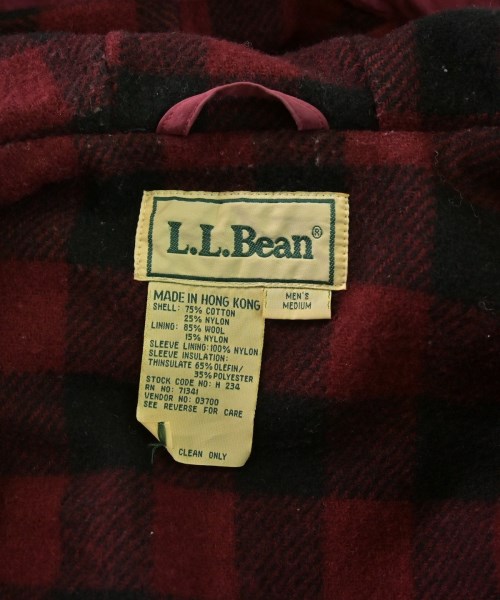 L.L.Bean®
MADE IN HONG KONG
SHELL: 75% COTTON
25% NYLON
LINING: 85% WOOL
15% NYLON
SLEEVE LINING: 100% NYLON
SLEEVE INSULATION:
THINSULATE 65% OLEFIN/
35% POLYESTER
STOCK CODE NO: H 234
RN NO: 71341
VENDOR NO: 03700
SEE REVERSE FOR CARE
CLEAN ONLY
MEN'S
MEDIUM